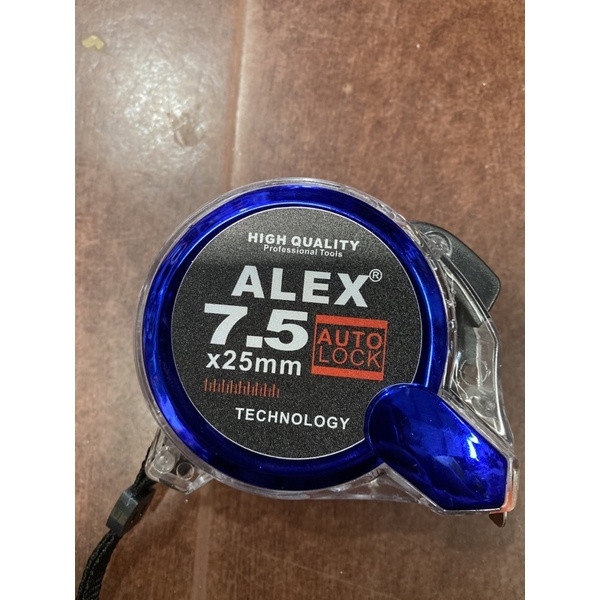 HIGH QUALITY
Professional Tools
ALEX®
7.5
x25mm
AUTO
LOCK
TECHNOLOGY